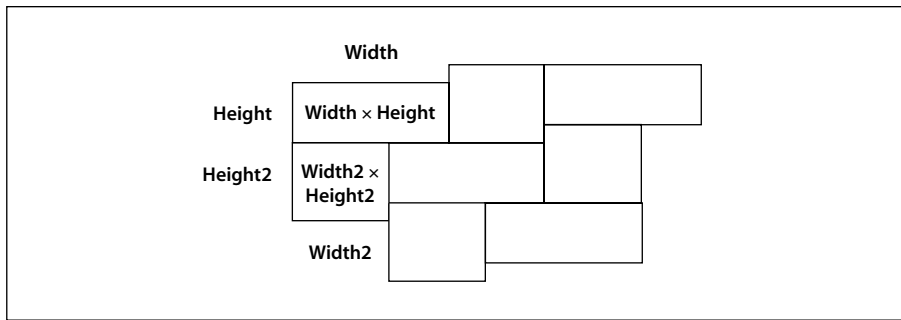 Width
Height
Width × Height
Height2
Width2 ×
Height2
Width2